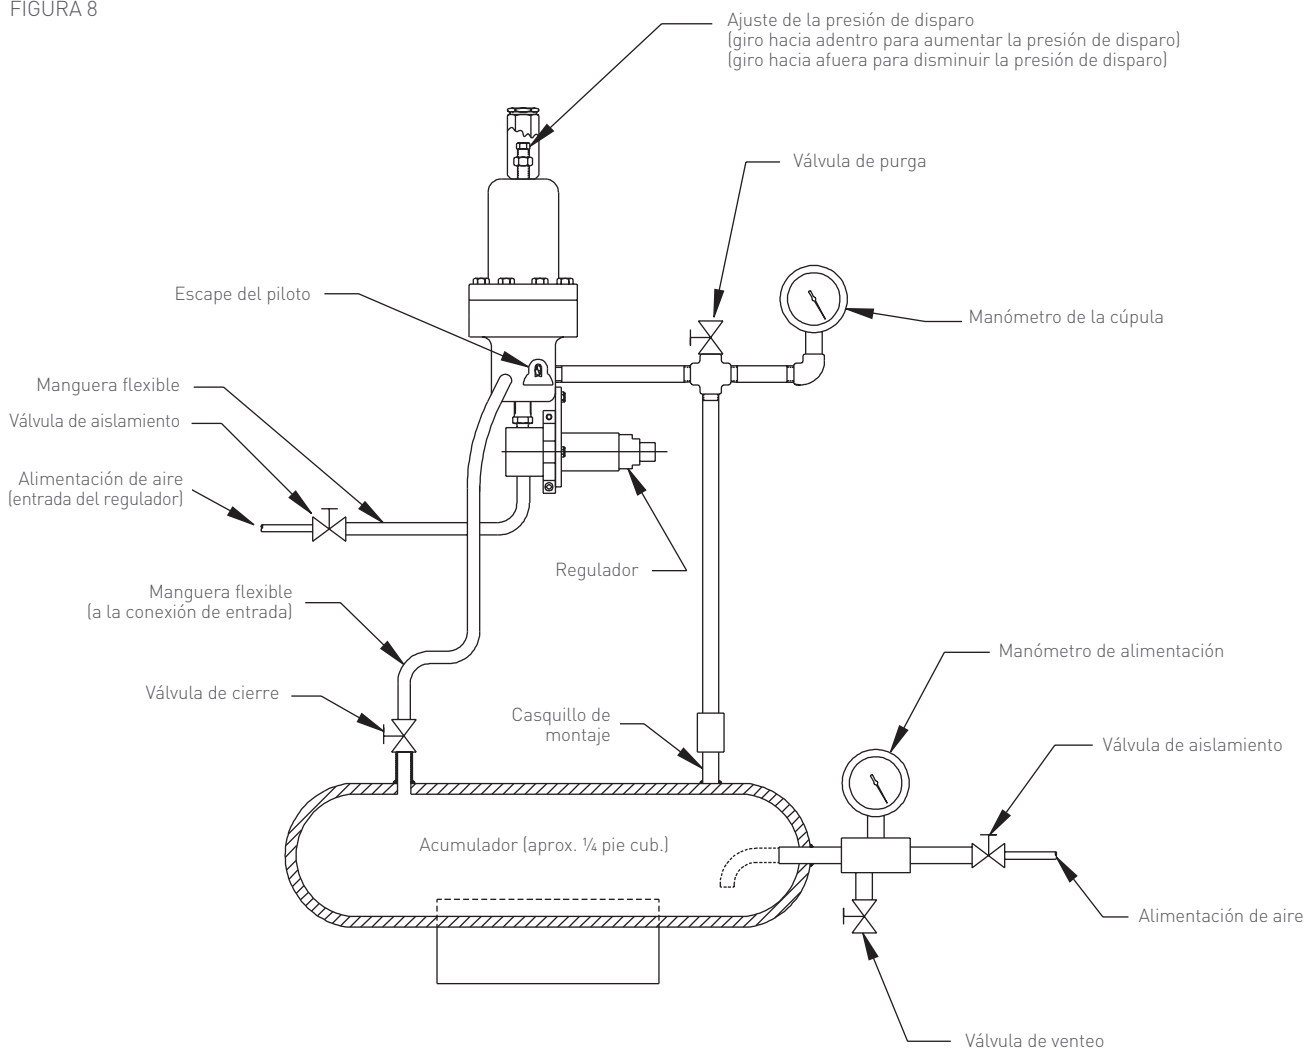 FIGURA 8
Ajuste de la presión de disparo
(giro hacia adentro para aumentar la presión de disparo)
(giro hacia afuera para disminuir la presión de disparo)
Válvula de purga
Escape del piloto
Manómetro de la cúpula
Manguera flexible
Válvula de aislamiento
Alimentación de aire
(entrada del regulador)
Regulador
Manguera flexible
(a la conexión de entrada)
Manómetro de alimentación
Válvula de cierre
Casquillo de
montaje
Válvula de aislamiento
Acumulador (aprox. ¼ pie cub.)
Alimentación de aire
Válvula de venteo